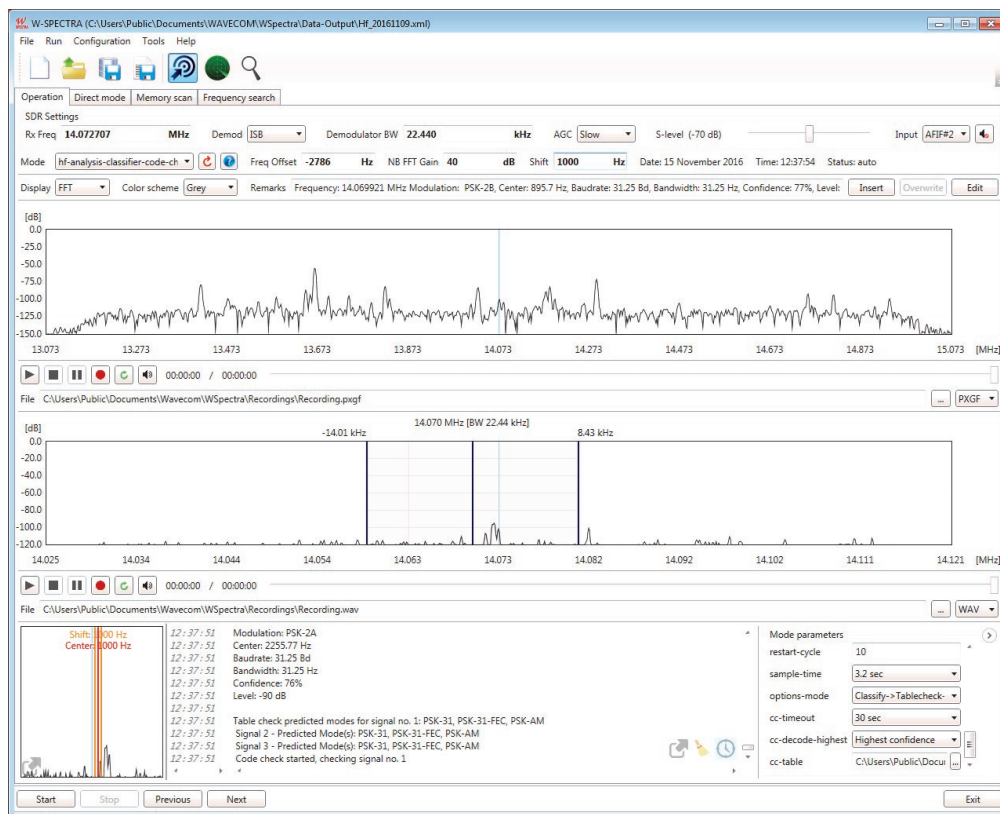 W-SPECTRA (C:\Users\Public\Documents\WAVECOM\WSpectra\Data-Output\Hf_20161109.xml)
File Run Configuration Tools Help
Operation Direct mode Memory scan Frequency search
SDR Settings
Rx Freq 14.072707 MHz Demod ISB Demodulator BW 22.440 kHz AGC Slow S-level (-70 dB) Input AFIF#2
Mode hf-analysis-classifier-code-ch Freq Offset -2786 Hz NB FFT Gain 40 dB Shift 1000 Hz Date: 15 November 2016 Time: 12:37:54 Status: auto
Display FFT Color scheme Grey Remarks Frequency: 14.069921 MHz Modulation: PSK-2B, Center: 895.7 Hz, Baudrate: 31.25 Bd, Bandwidth: 31.25 Hz, Confidence: 77%, Level: Insert Overwrite Edit
[dB]
0.0
-25.0
-50.0
-75.0
-100.0
-125.0
-150.0
13.073 13.273 13.473 13.673 13.873 14.073 14.273 14.473 14.673 14.873 15.073 [MHz]
00:00:00 / 00:00:00
File C:\Users\Public\Documents\Wavecom\WSpectra\Recordings\Recording.pxgf ... PXGF
14.070 MHz [BW 22.44 kHz]
[dB] -14.01 kHz 8.43 kHz
0.0
-20.0
-40.0
-60.0
-80.0
-100.0
-120.0
14.025 14.034 14.044 14.054 14.063 14.073 14.082 14.092 14.102 14.111 14.121 [MHz]
00:00:00 / 00:00:00
File C:\Users\Public\Documents\Wavecom\WSpectra\Recordings\Recording.wav ... WAV
Shift: 1000 Hz
Center: 1000 Hz
12:37:51 Modulation: PSK-2A
12:37:51 Center: 2255.77 Hz
12:37:51 Baudrate: 31.25 Bd
12:37:51 Bandwidth: 31.25 Hz
12:37:51 Confidence: 76%
12:37:51 Level: -90 dB
12:37:51
12:37:51 Table check predicted modes for signal no. 1: PSK-31, PSK-31-FEC, PSK-AM
12:37:51 Signal 2 - Predicted Mode(s): PSK-31, PSK-31-FEC, PSK-AM
12:37:51 Signal 3 - Predicted Mode(s): PSK-31, PSK-31-FEC, PSK-AM
12:37:51 Code check started, checking signal no. 1
Mode parameters
restart-cycle 10
sample-time 3.2 sec
options-mode Classify->Tablecheck-
cc-timeout 30 sec
cc-decode-highest Highest confidence
cc-table C:\Users\Public\Docu ...
Start Stop Previous Next Exit